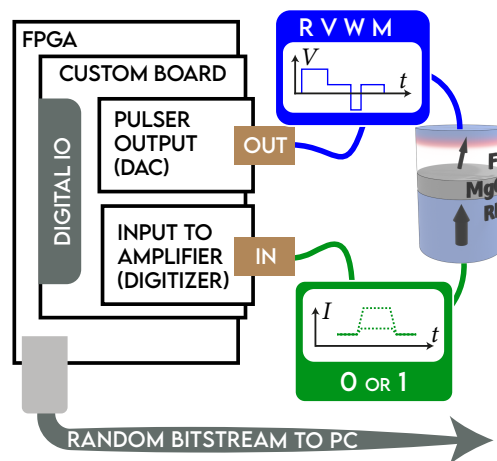 FPGA
CUSTOM BOARD
DIGITAL IO
PULSER
OUTPUT
(DAC)
OUT
INPUT TO
AMPLIFIER
(DIGITIZER)
IN
R V W M
V
t
F
Mg
R
I
t
0 OR 1
RANDOM BITSTREAM TO PC